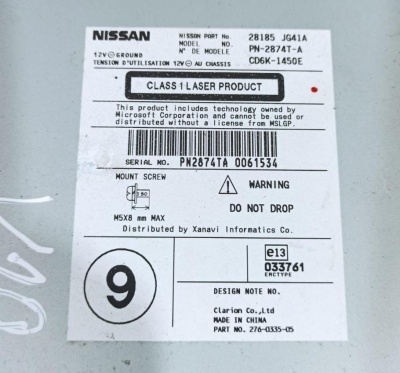 NISSAN
NISSAN PART No. 28185 JG41A
MODEL NO. PN-2874T-A
N° DE MODELE CD6K-1450E
12V⊖GROUND
TENSION D'UTILISATION 12V⊖ AU CHASSIS
CLASS 1 LASER PRODUCT
This product includes technology owned by
Microsoft Corporation and cannot be used or
distributed without a license from MSLGP.
SERIAL NO. PN2874TA 0061534
MOUNT SCREW
M5X8 mm MAX
WARNING
DO NOT DROP
Distributed by Xanavi Informatics Co.
9
e13
033761
ERCTYPE
DESIGN NOTE
Clarion Co.,Ltd
MADE IN CHINA
PART NO. 276-0335-05